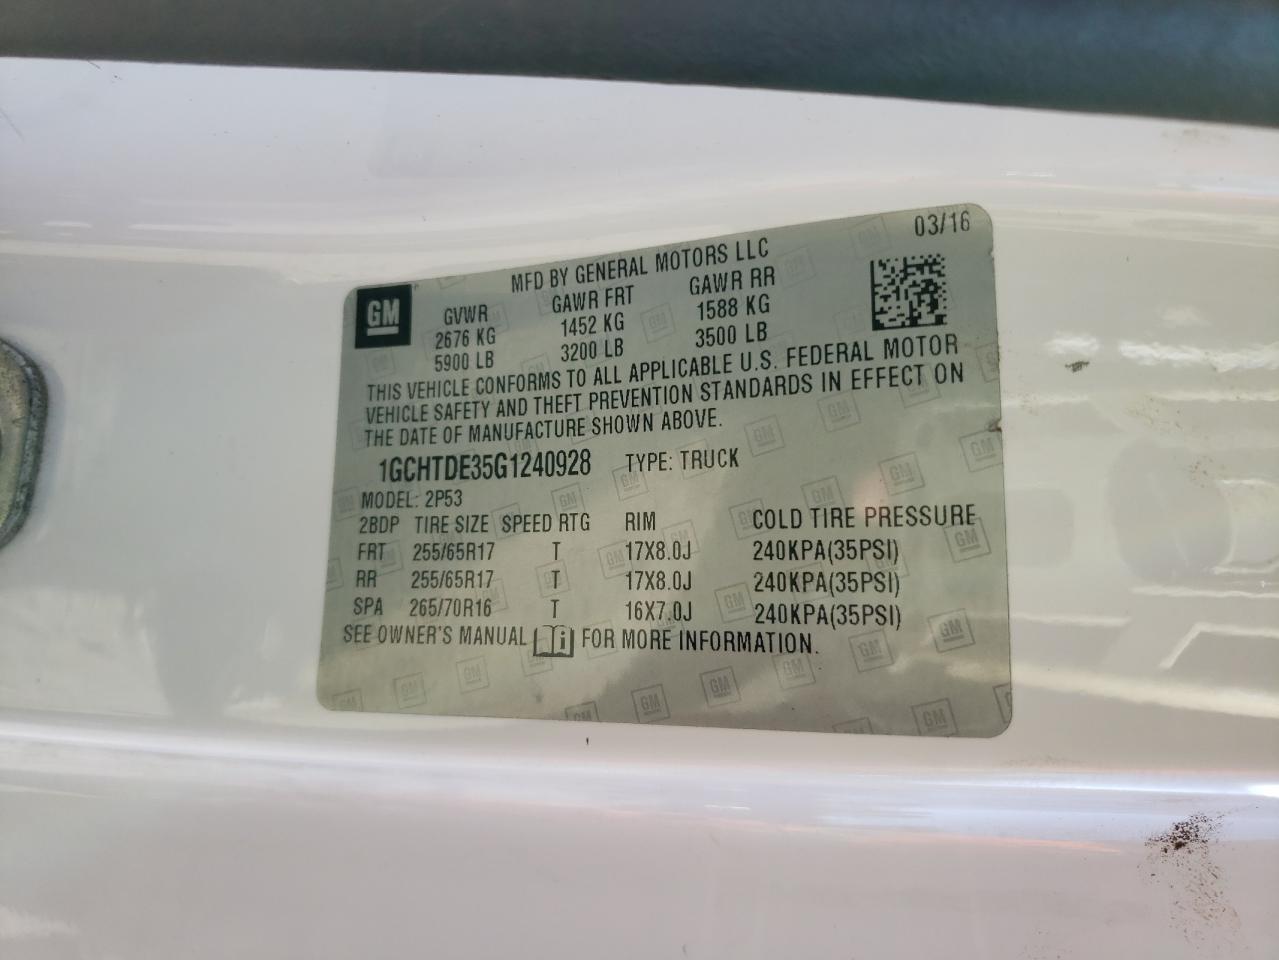 03/16
MFD BY GENERAL MOTORS LLC
GM
GVWR GAWR FRT GAWR RR
2676 KG 1452 KG 1588 KG
5900 LB 3200 LB 3500 LB
THIS VEHICLE CONFORMS TO ALL APPLICABLE U.S. FEDERAL MOTOR
VEHICLE SAFETY AND THEFT PREVENTION STANDARDS IN EFFECT ON
THE DATE OF MANUFACTURE SHOWN ABOVE.
1GCHTDE35G1240928 TYPE: TRUCK
MODEL: 2P53
2BDP TIRE SIZE SPEED RTG RIM COLD TIRE PRESSURE
FRT 255/65R17 T 17X8.0J 240KPA(35PSI)
RR 255/65R17 T 17X8.0J 240KPA(35PSI)
SPA 265/70R16 T 16X7.0J 240KPA(35PSI)
SEE OWNER'S MANUAL i FOR MORE INFORMATION.